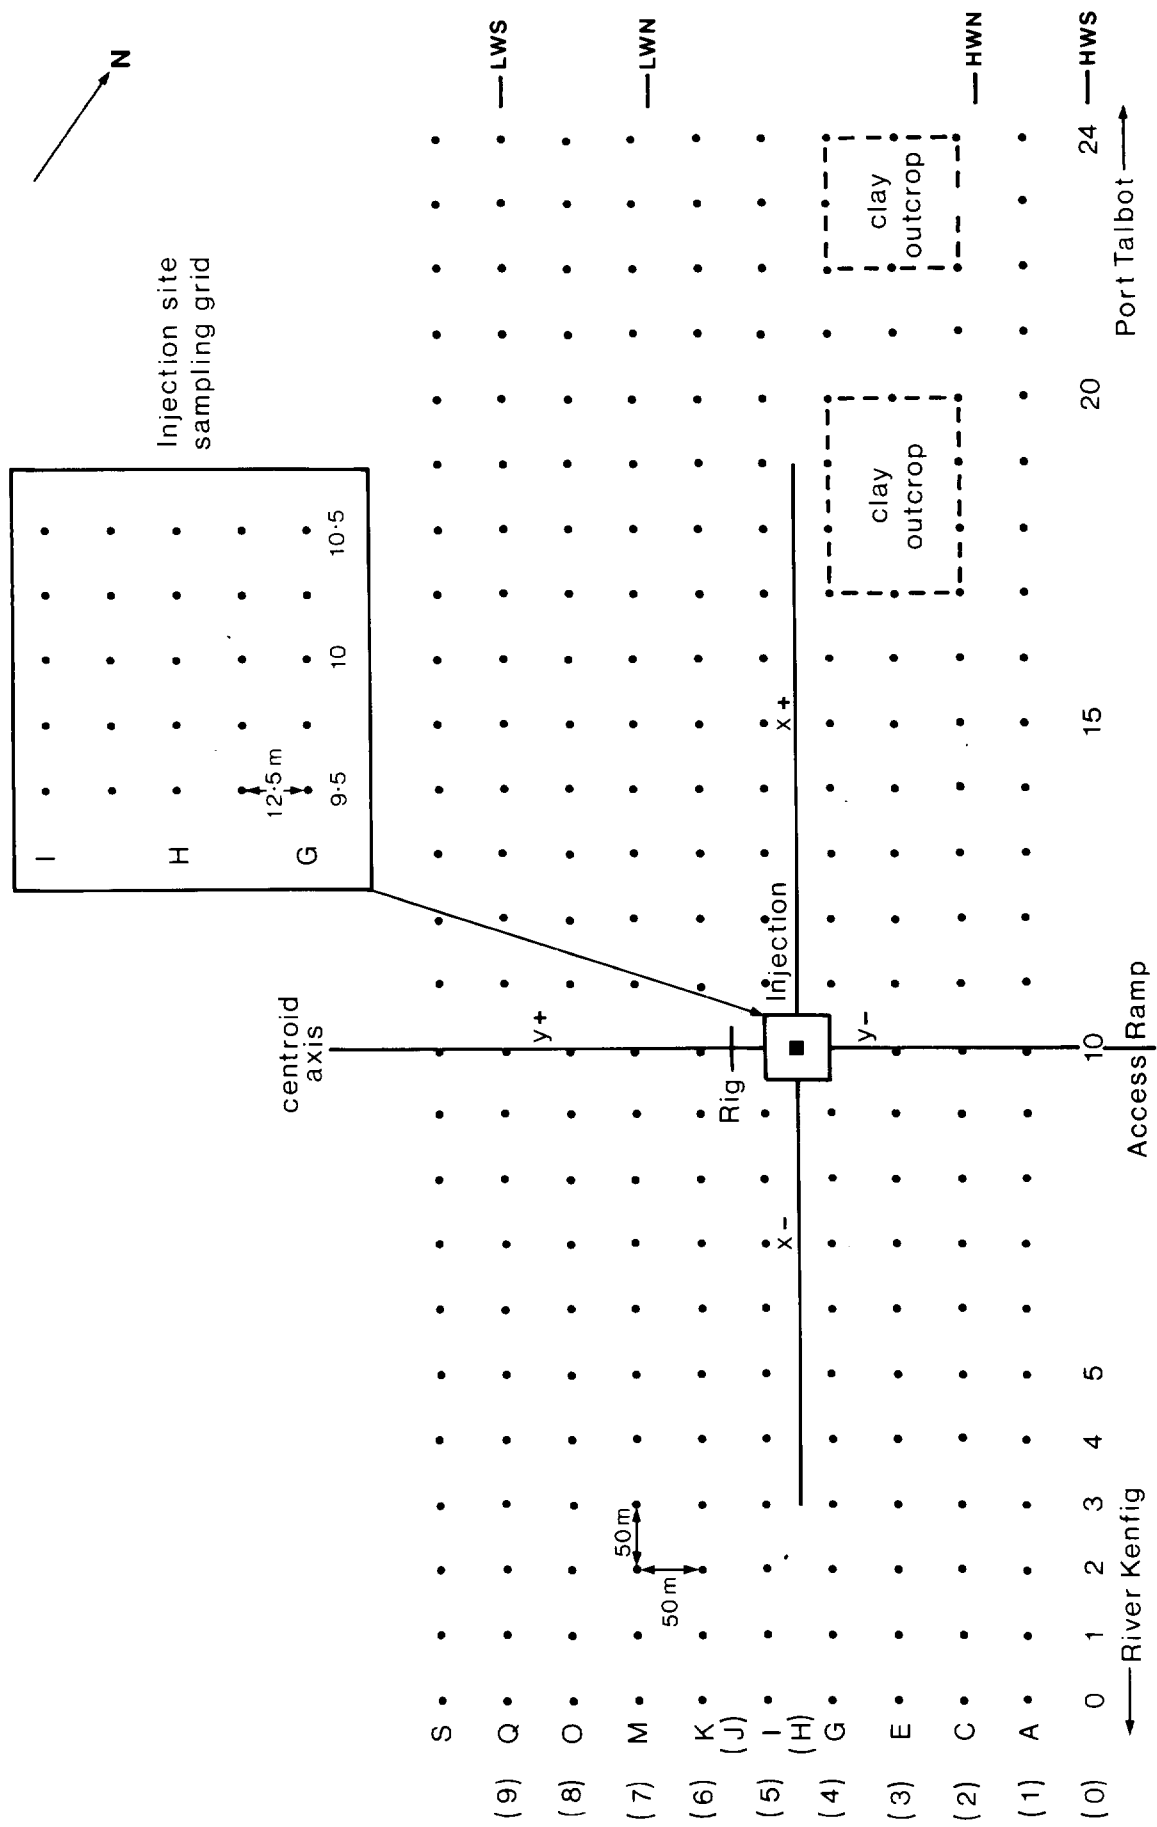 N
Injection site
sampling grid
I
H
G
12·5m
9·5
10
10·5
centroid
axis
LWS
LWN
HWN
HWS
y+
Rig
Injection
y−
x−
x+
clay
outcrop
clay
outcrop
50m
50m
S
(9) Q
(8) O
(7) M
(6) K
(J)
(5) I
(H)
(4) G
(3) E
(2) C
(1) A
(0) 0 1 2 3 4 5 10 15 20 24
River Kenfig
Access Ramp
Port Talbot